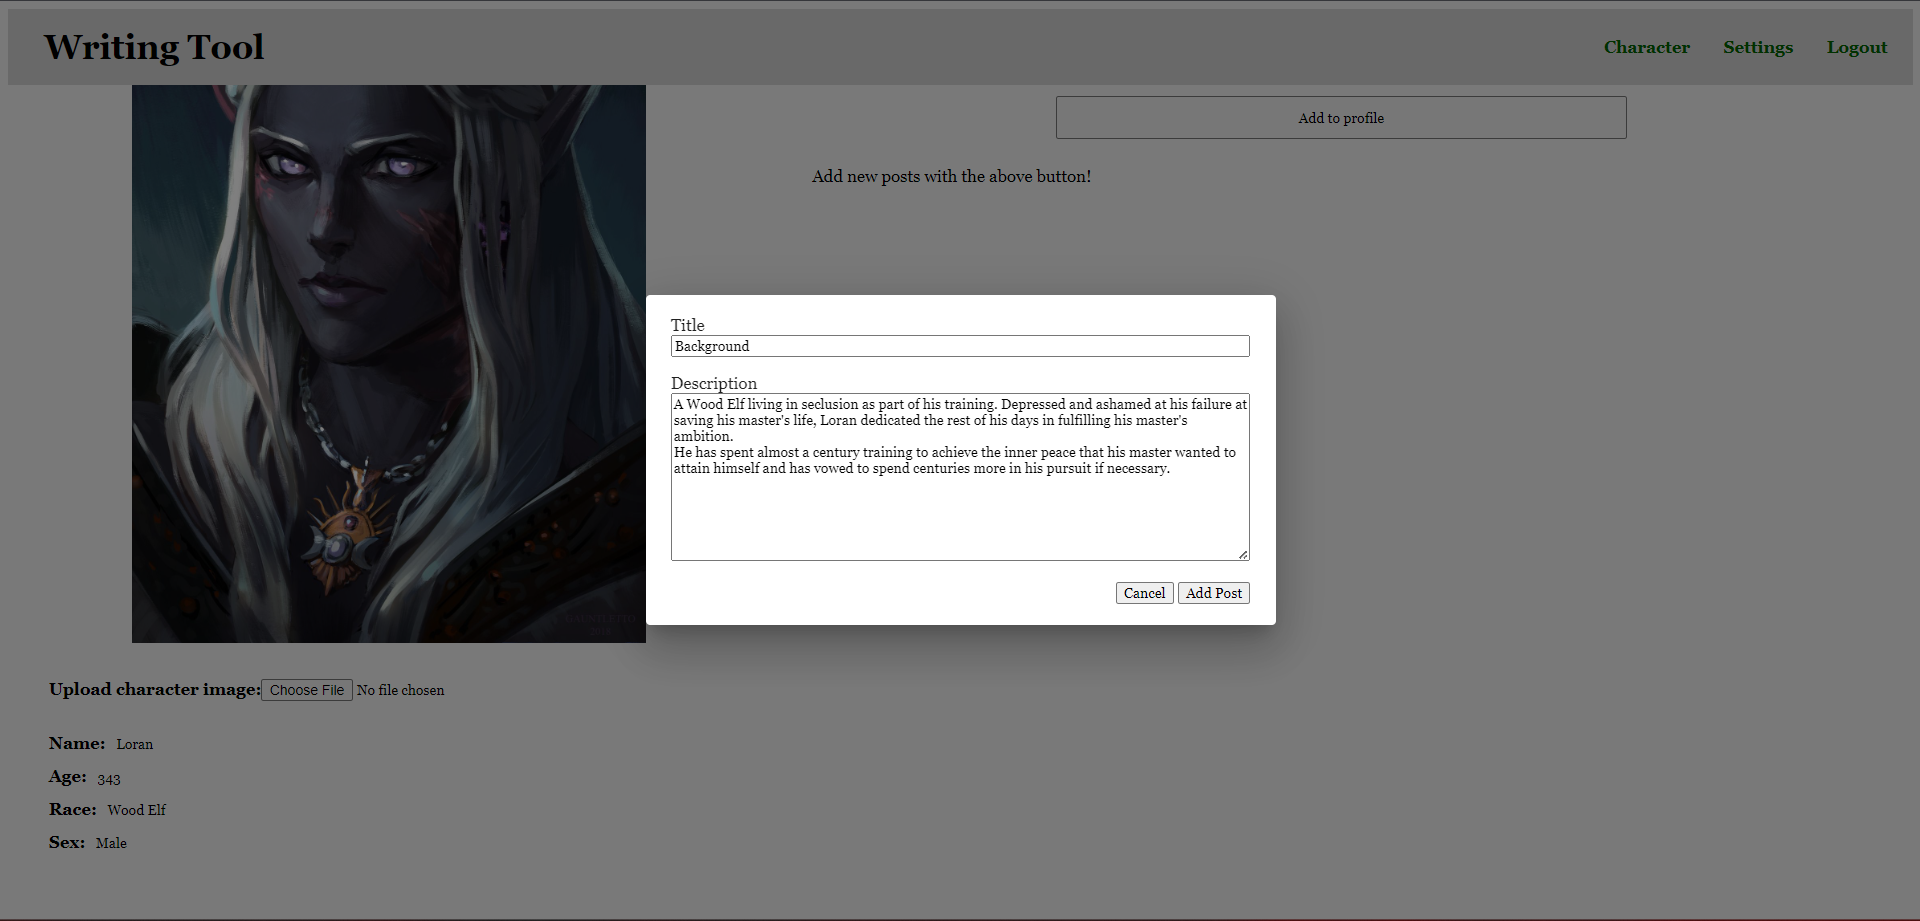 Writing Tool
Character Settings Logout
Add to profile
Add new posts with the above button!
Title
Background
Description
A Wood Elf living in seclusion as part of his training. Depressed and ashamed at his failure at
saving his master's life, Loran dedicated the rest of his days in fulfilling his master's
ambition.
He has spent almost a century training to achieve the inner peace that his master wanted to
attain himself and has vowed to spend centuries more in his pursuit if necessary.
Cancel Add Post
Upload character image: Choose File No file chosen
Name: Loran
Age: 343
Race: Wood Elf
Sex: Male